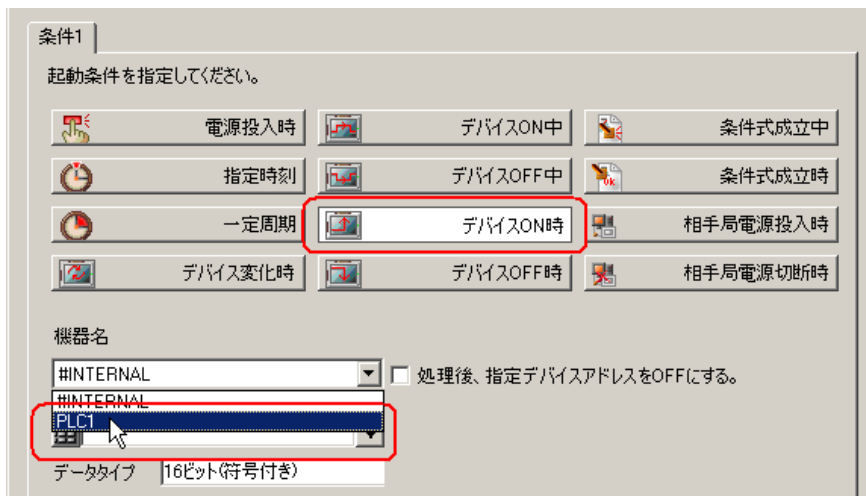 条件1
起動条件を指定してください。
電源投入時 デバイスON中 条件式成立中
指定時刻 デバイスOFF中 条件式成立時
一定周期 デバイスON時 相手局電源投入時
デバイス変化時 デバイスOFF時 相手局電源切断時
機器名
#INTERNAL 処理後、指定デバイスアドレスをOFFにする。
#INTERNAL
PLC1
データタイプ 16ビット(符号付き)